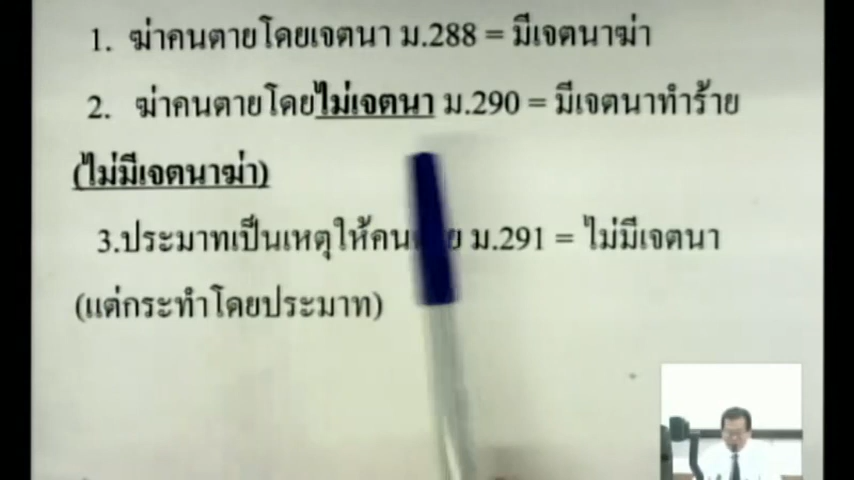 1. ฆ่าคนตายโดยเจตนา ม.288 = มีเจตนาฆ่า
2. ฆ่าคนตายโดยไม่เจตนา ม.290 = มีเจตนาทำร้าย
(ไม่มีเจตนาฆ่า)
3.ประมาทเป็นเหตุให้คน ม.291 = ไม่มีเจตนา
(แต่กระทำโดยประมาท)